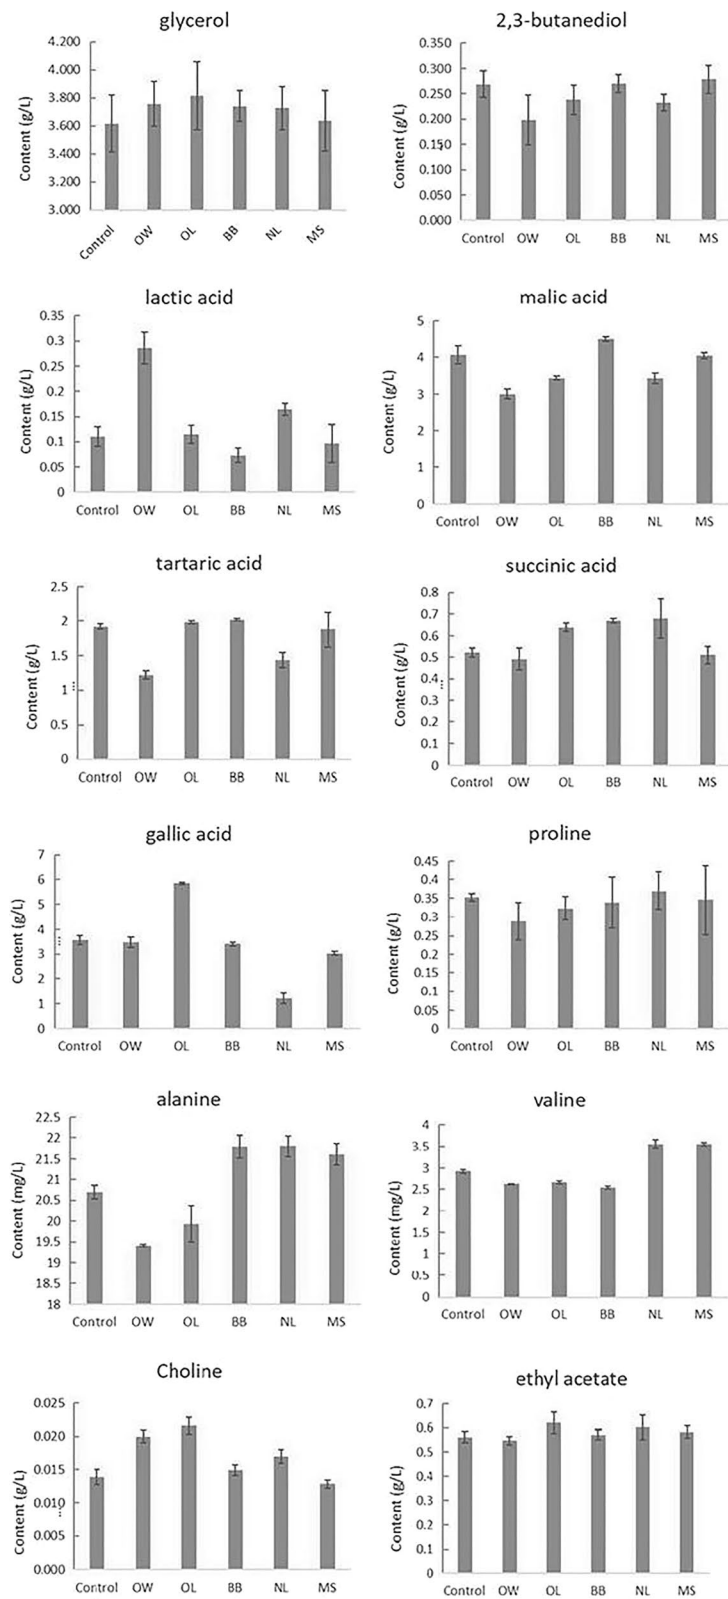 glycerol
Content (g/L)
4.200
4.000
3.800
3.600
3.400
3.200
3.000
Control OW OL BB NL MS
2,3-butanediol
Content (g/L)
0.350
0.300
0.250
0.200
0.150
0.100
0.050
0.000
Control OW OL BB NL MS
lactic acid
Content (g/L)
0.35
0.3
0.25
0.2
0.15
0.1
0.05
0
Control OW OL BB NL MS
malic acid
Content (g/L)
5
4
3
2
1
0
Control OW OL BB NL MS
tartaric acid
Content (g/L)
2.5
2
1.5
1
0.5
0
Control OW OL BB NL MS
succinic acid
Content (g/L)
0.8
0.7
0.6
0.5
0.4
0.3
0.2
0.1
0
Control OW OL BB NL MS
gallic acid
Content (g/L)
7
6
5
4
3
2
1
0
Control OW OL BB NL MS
proline
Content (g/L)
0.45
0.4
0.35
0.3
0.25
0.2
0.15
0.1
0.05
0
Control OW OL BB NL MS
alanine
Content (mg/L)
22.5
22
21.5
21
20.5
20
19.5
19
18.5
18
Control OW OL BB NL MS
valine
Content (mg/L)
4
3.5
3
2.5
2
1.5
1
0.5
0
Control OW OL BB NL MS
Choline
Content (g/L)
0.025
0.020
0.015
0.010
0.005
0.000
Control OW OL BB NL MS
ethyl acetate
Content (g/L)
0.7
0.6
0.5
0.4
0.3
0.2
0.1
0
Control OW OL BB NL MS